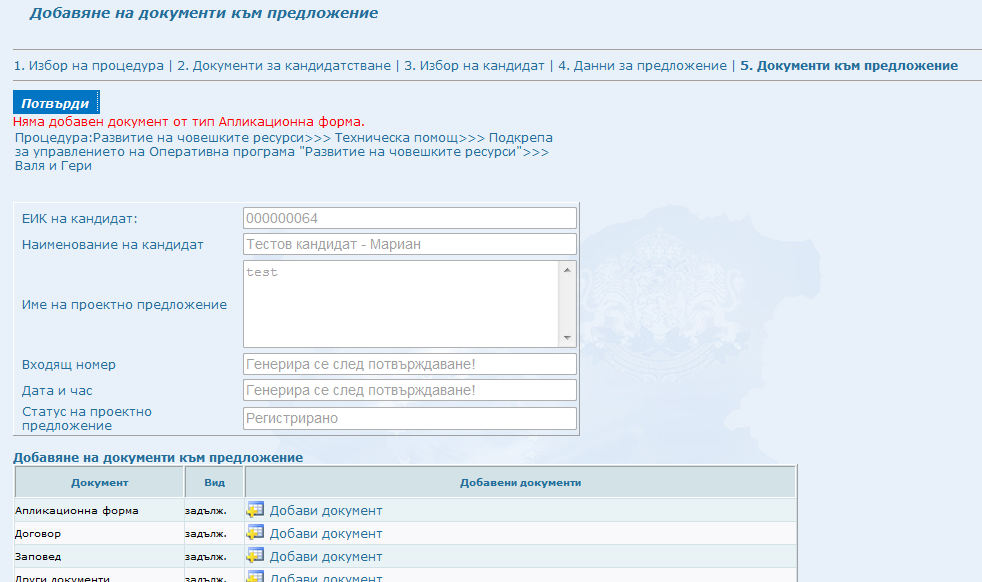 Добавяне на документи към предложение
1. Избор на процедура | 2. Документи за кандидатстване | 3. Избор на кандидат | 4. Данни за предложение | 5. Документи към предложение
Потвърди
Няма добавен документ от тип Апликационна форма.
Процедура:Развитие на човешките ресурси>>> Техническа помощ>>> Подкрепа
за управлението на Оперативна програма "Развитие на човешките ресурси">>>
Валя и Гери
ЕИК на кандидат: 000000064
Наименование на кандидат Тестов кандидат - Мариан
Име на проектно предложение test
Входящ номер Генерира се след потвърждаване!
Дата и час Генерира се след потвърждаване!
Статус на проектно
предложение Регистрирано
Добавяне на документи към предложение
Документ Вид Добавени документи
Апликационна форма задълж. Добави документ
Договор задълж. Добави документ
Заповед задълж. Добави документ
Други документи задълж. Добави документ